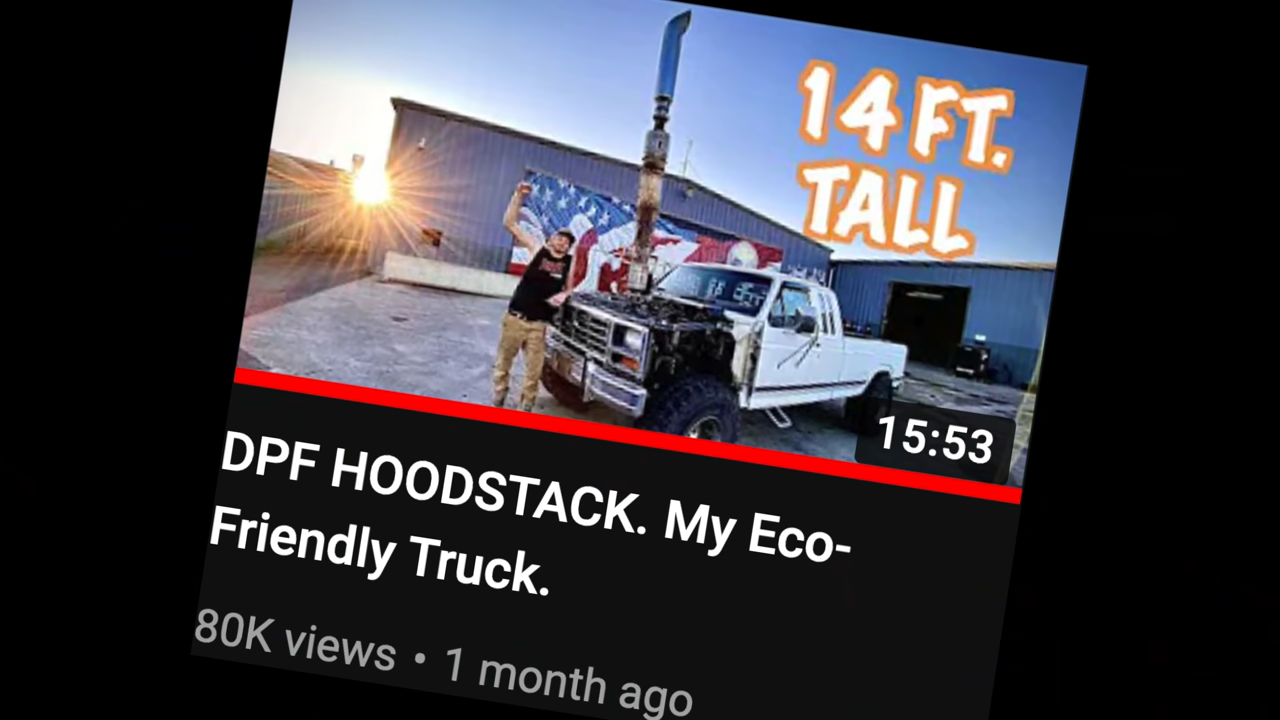 14 FT.
TALL
15:53
DPF HOODSTACK. My Eco-
Friendly Truck.
80K views • 1 month ago